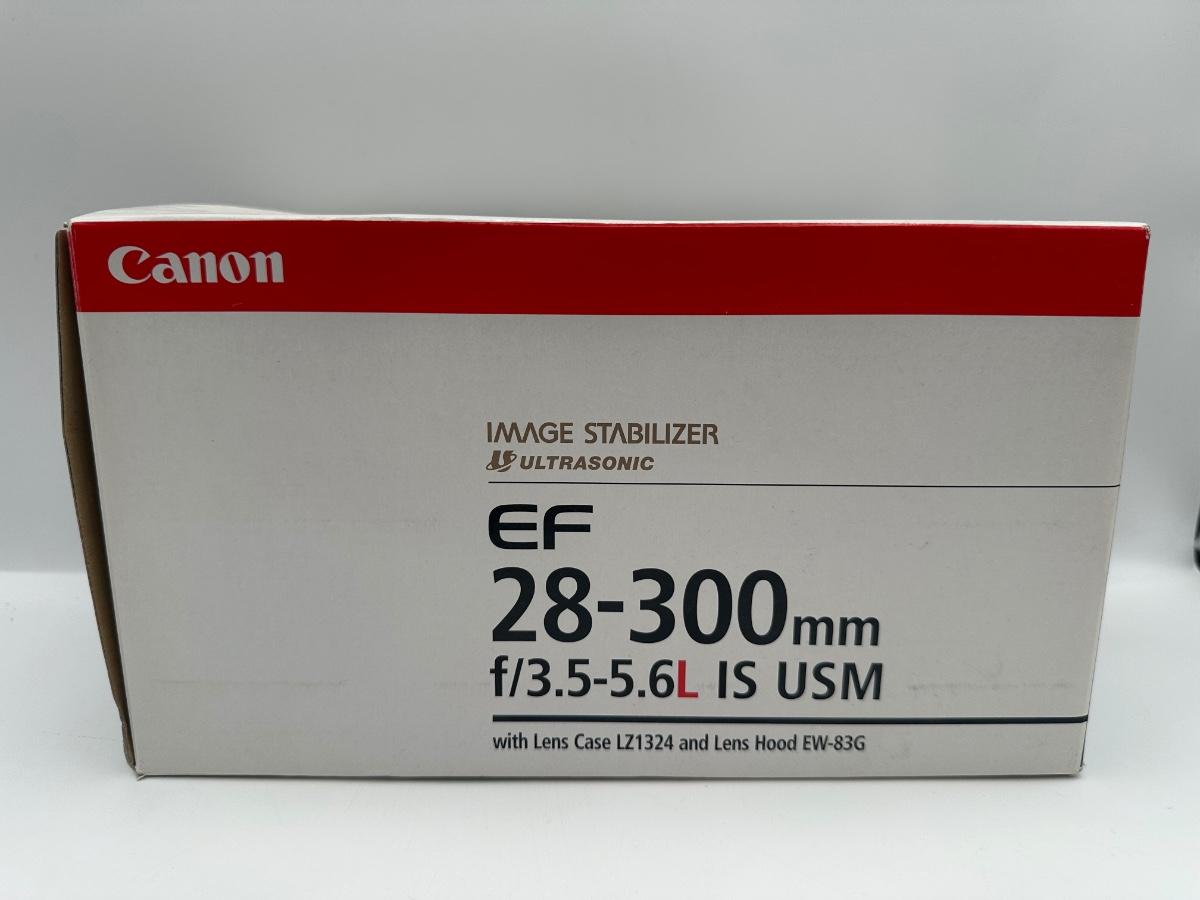 Canon
IMAGE STABILIZER
ULTRASONIC
EF
28-300mm
f/3.5-5.6L IS USM
with Lens Case LZ1324 and Lens Hood EW-83G